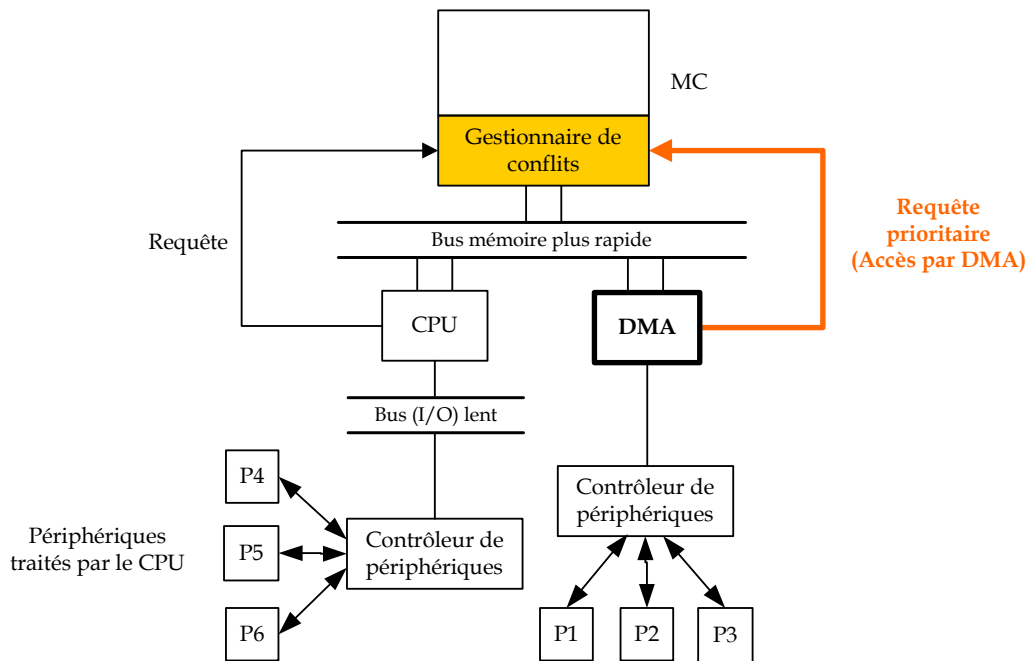 MC
Gestionnaire de
conflits
Requête
Bus mémoire plus rapide
Requête
prioritaire
(Accès par DMA)
CPU
DMA
Bus (I/O) lent
P4
Contrôleur de
périphériques
Périphériques
traités par le CPU
P5
Contrôleur de
périphériques
P6
P1
P2
P3